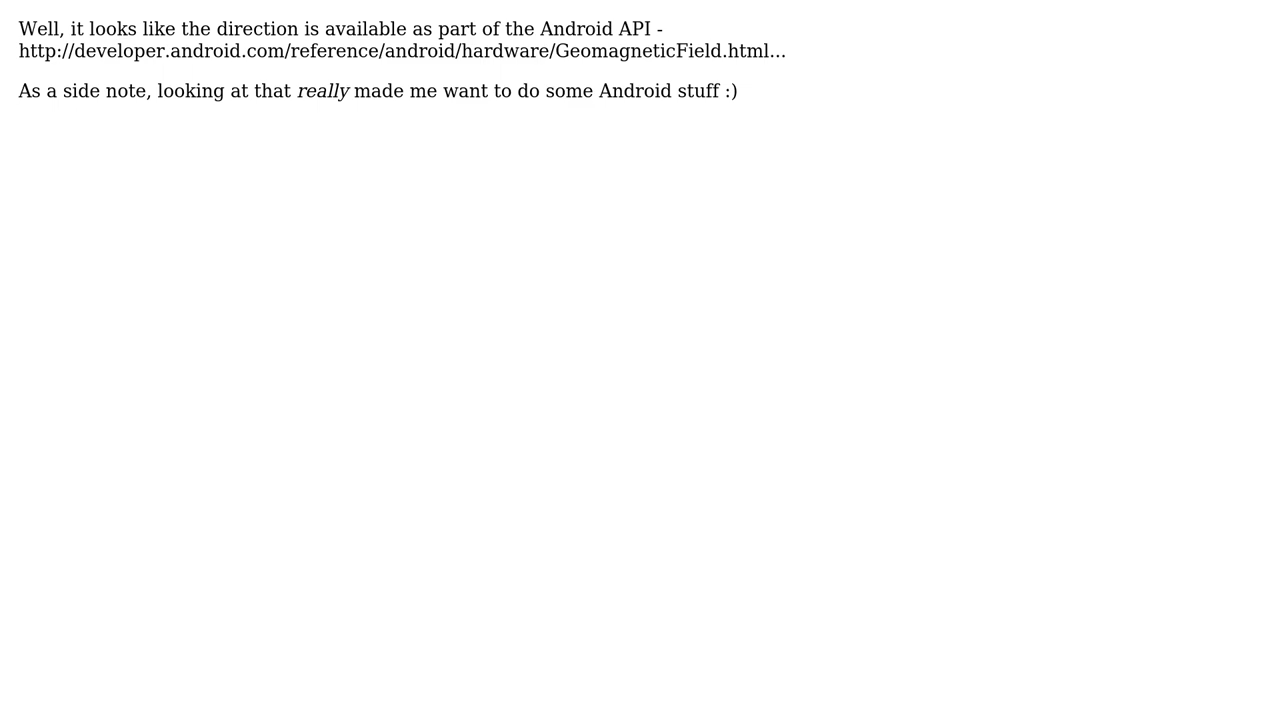 Well, it looks like the direction is available as part of the Android API -
http://developer.android.com/reference/android/hardware/GeomagneticField.html...
As a side note, looking at that really made me want to do some Android stuff :)